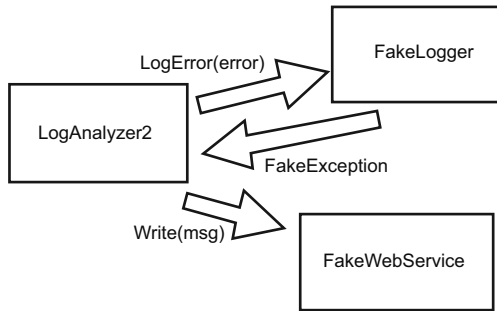 FakeLogger
LogError(error)
LogAnalyzer2
FakeException
Write(msg)
FakeWebService